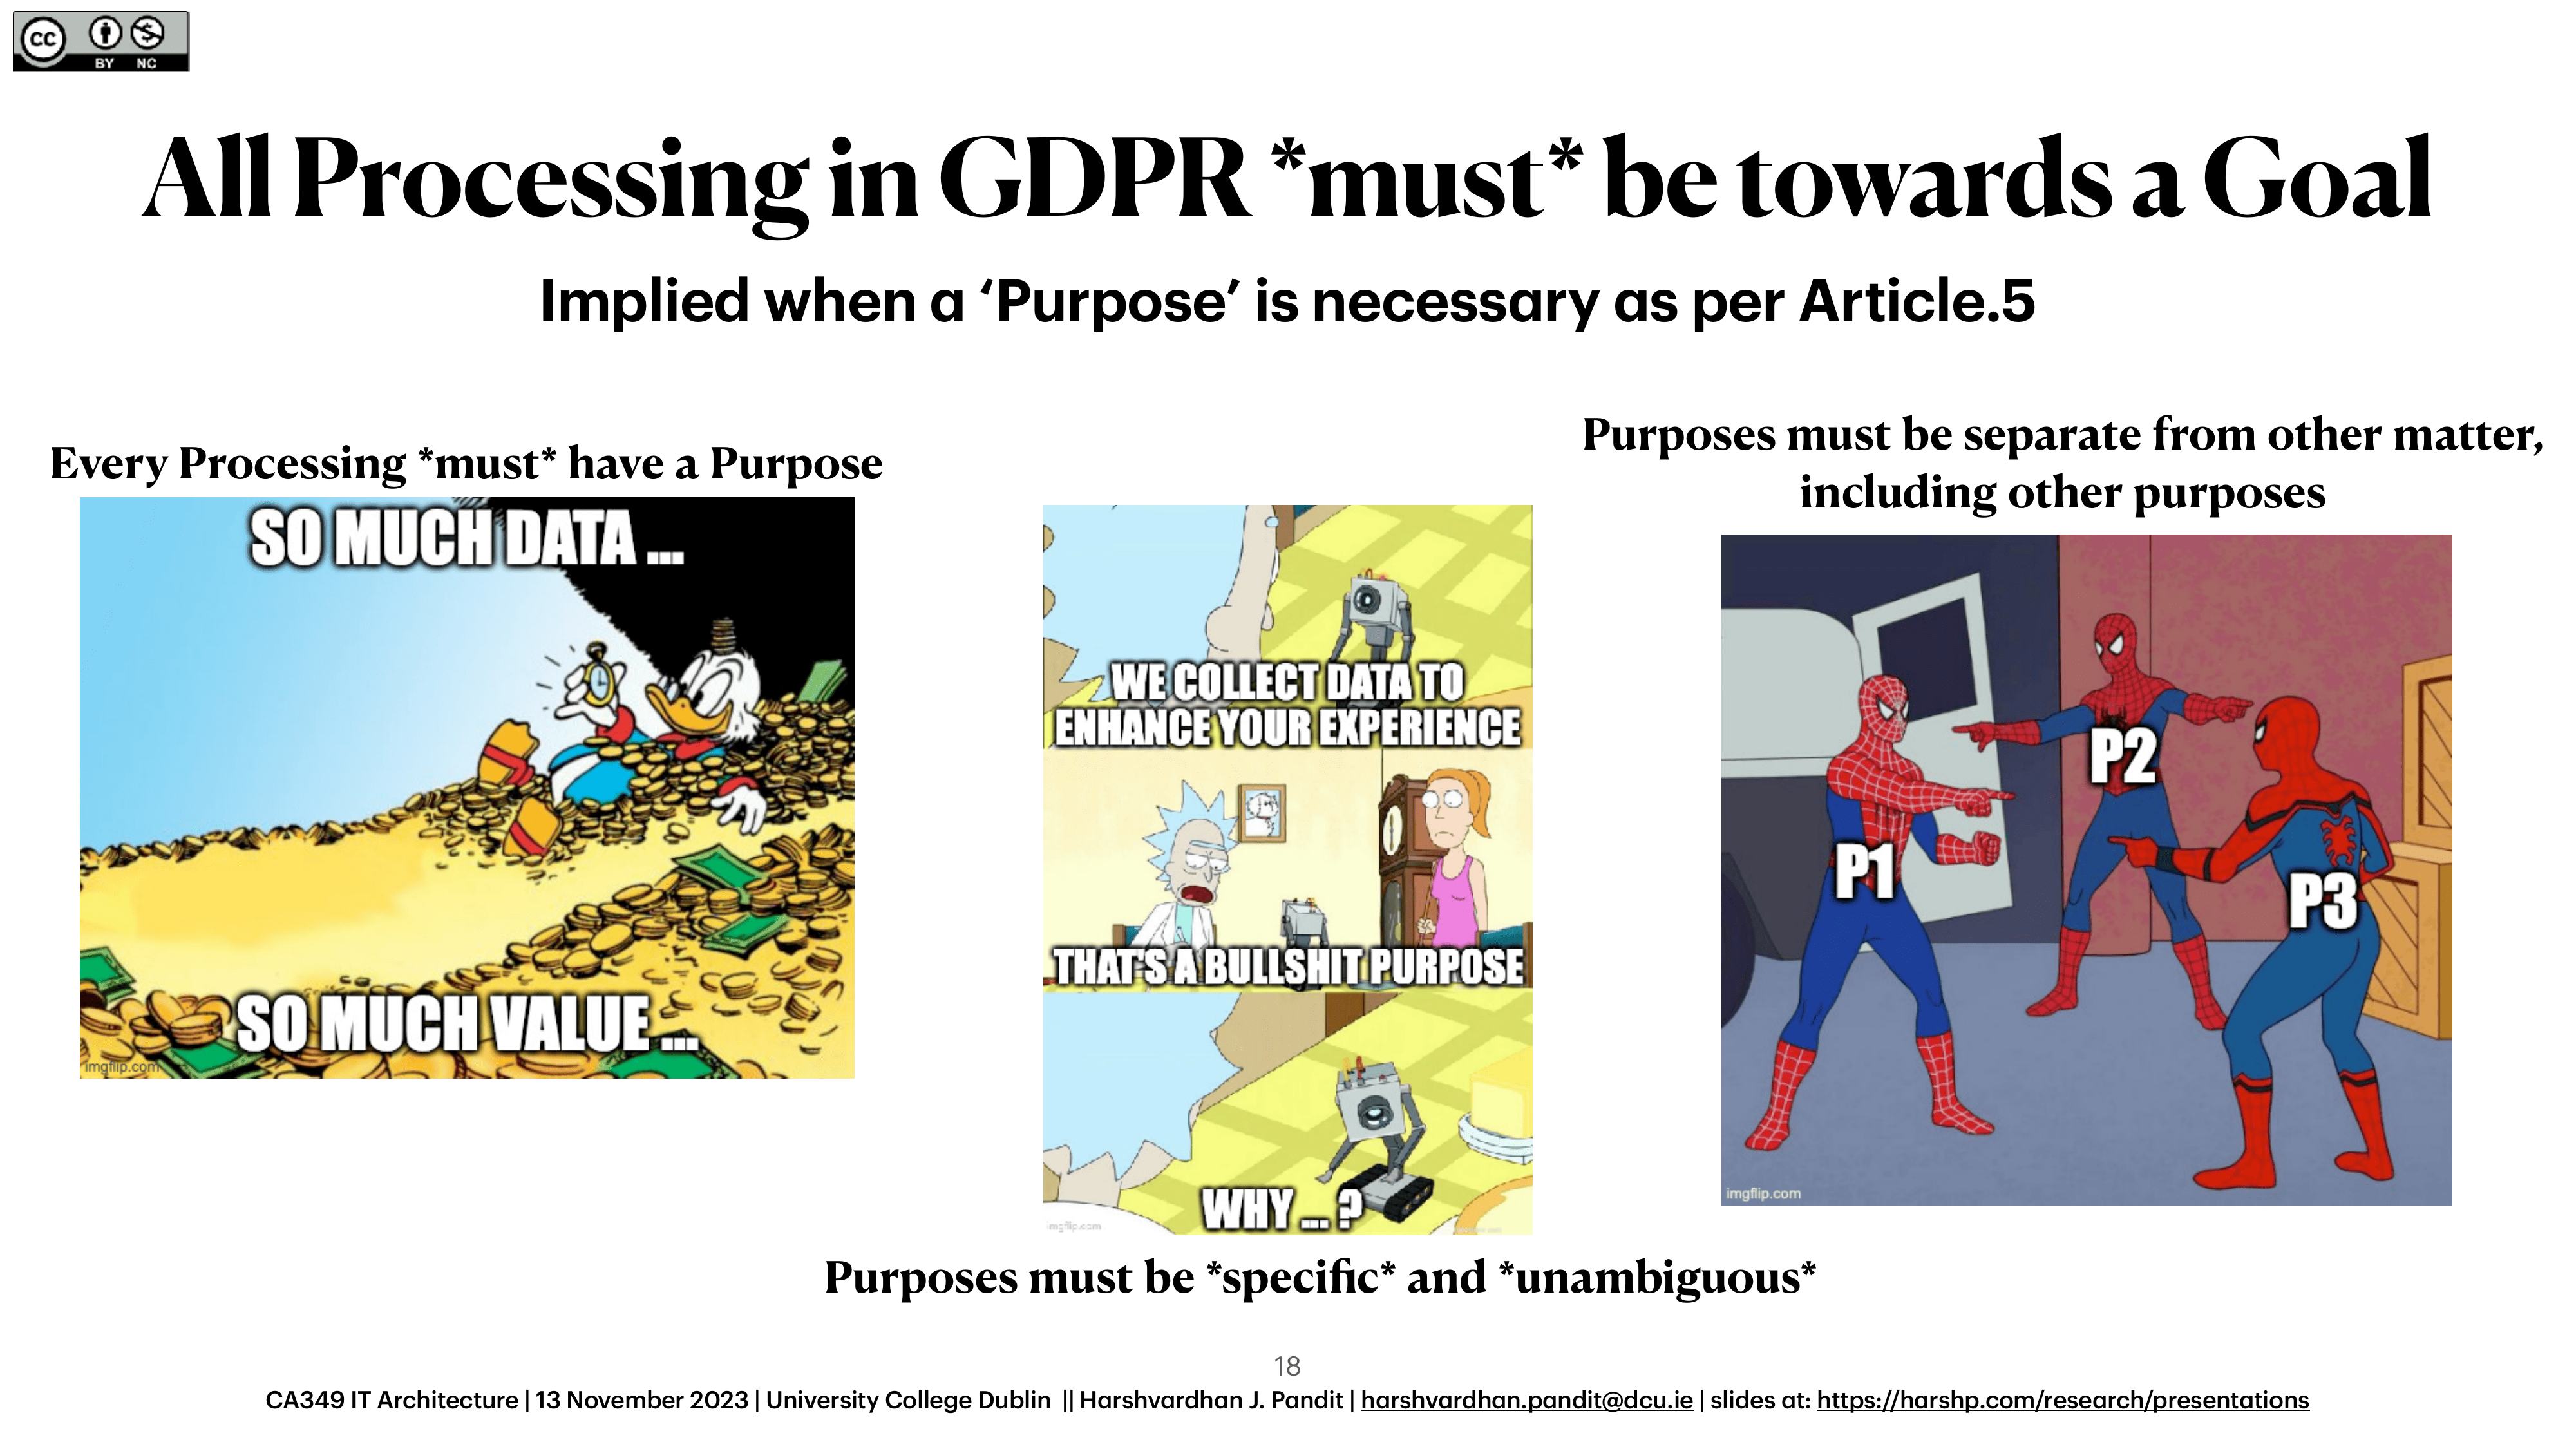 cc
BY NC
All Processing in GDPR *must* be towards a Goal
Implied when a ‘Purpose’ is necessary as per Article.5
Every Processing *must* have a Purpose
SO MUCH DATA ...
SO MUCH VALUE ...
imgflip.com
WE COLLECT DATA TO
ENHANCE YOUR EXPERIENCE
THAT'S A BULLSHIT PURPOSE
WHY ... ?
imgflip.com
Purposes must be *specific* and *unambiguous*
Purposes must be separate from other matter,
including other purposes
P1
P2
P3
imgflip.com
18
CA349 IT Architecture | 13 November 2023 | University College Dublin || Harshvardhan J. Pandit | harshvardhan.pandit@dcu.ie | slides at: https://harshp.com/research/presentations